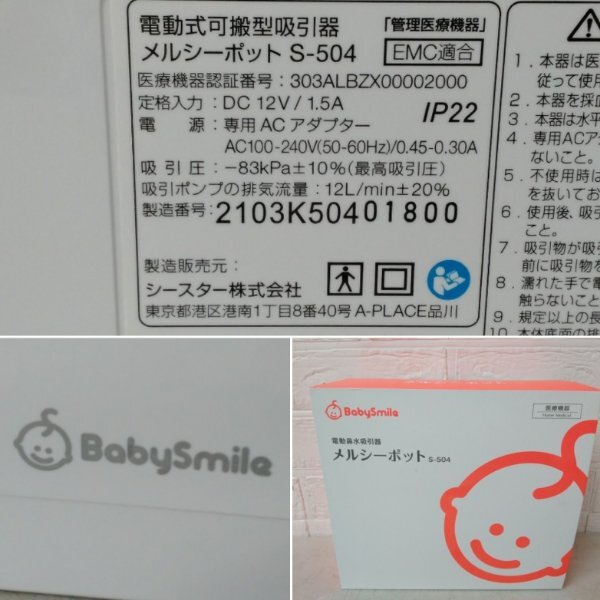 電動式可搬型吸引器 「管理医療機器」
メルシーポット S-504 EMC適合
医療機器認証番号：303ALBZX00002000
定格入力：DC 12V / 1.5A
IP22
電　源：専用 AC アダプター
AC100-240V(50-60Hz)/0.45-0.30A
吸 引 圧：−83kPa±10%(最高吸引圧)
吸引ポンプの排気流量：12L/min±20%
製造番号：2103K50401800
製造販売元：
シースター株式会社
東京都港区港南1丁目8番40号 A-PLACE品川
1．本器は医
従って使用
2．本器を採
3．本器は水平
4．専用ACア
ないこと。
5．不使用時は
を抜いてお
6．使用後、吸引
こと。
7．吸引物が吸
前に吸引物を
8．濡れた手で電
触らないこと
9．規定以上の長
10．本体底面の排
BabySmile
BabySmile
医療機器
Home Medical
電動鼻水吸引器
メルシーポット S-504